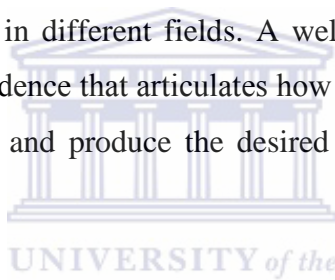 in different fields. A wel
dence that articulates how
and produce the desired
UNIVERSITY of the